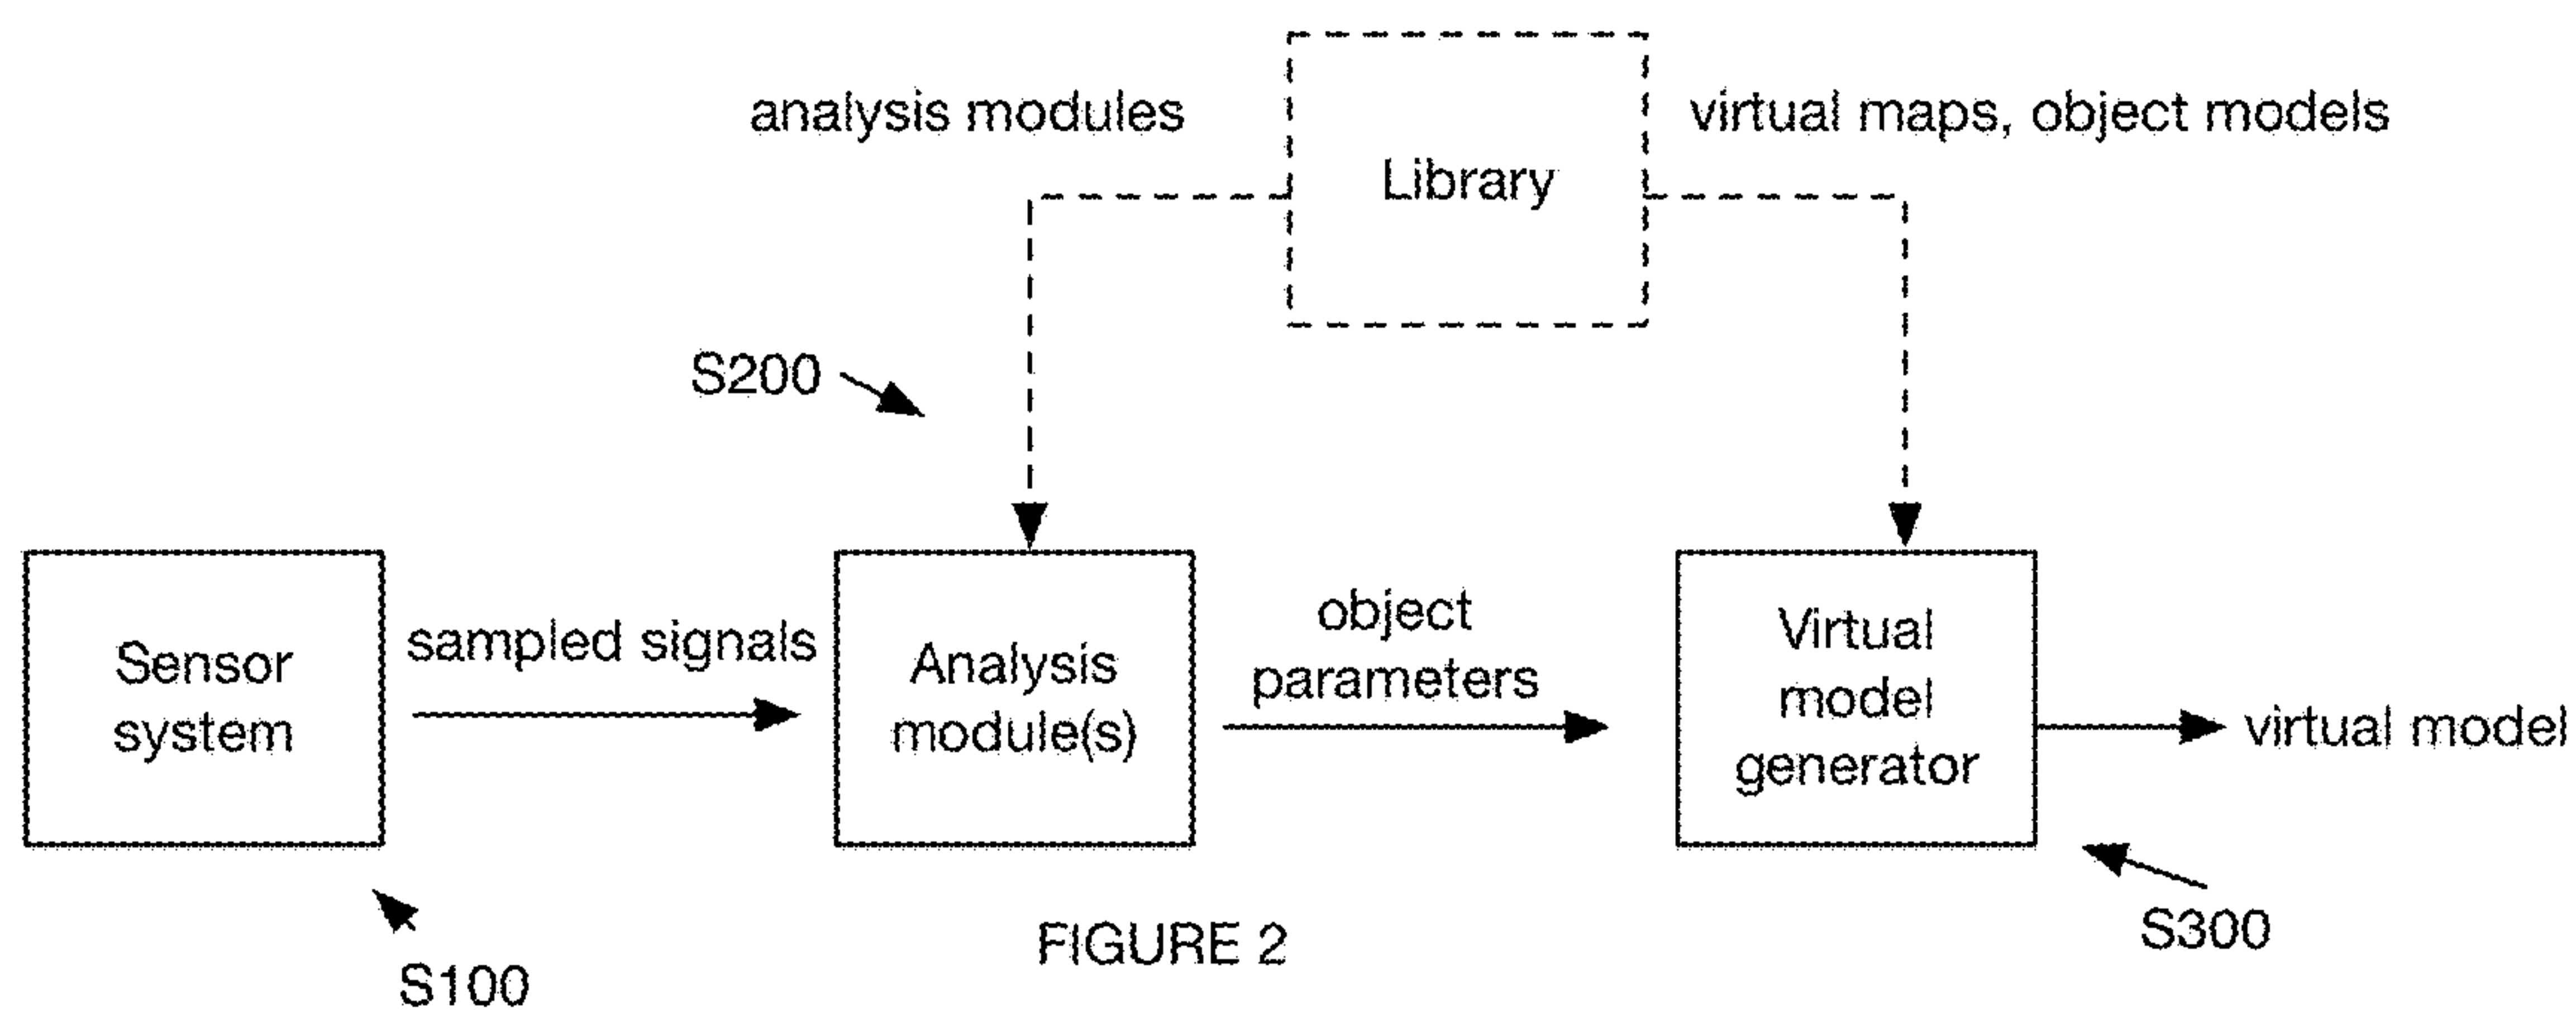 analysis modules
Library
virtual maps, object models
S200
Sensor
system
sampled signals
Analysis
module(s)
object
parameters
Virtual
model
generator
virtual model
S100
FIGURE 2
S300